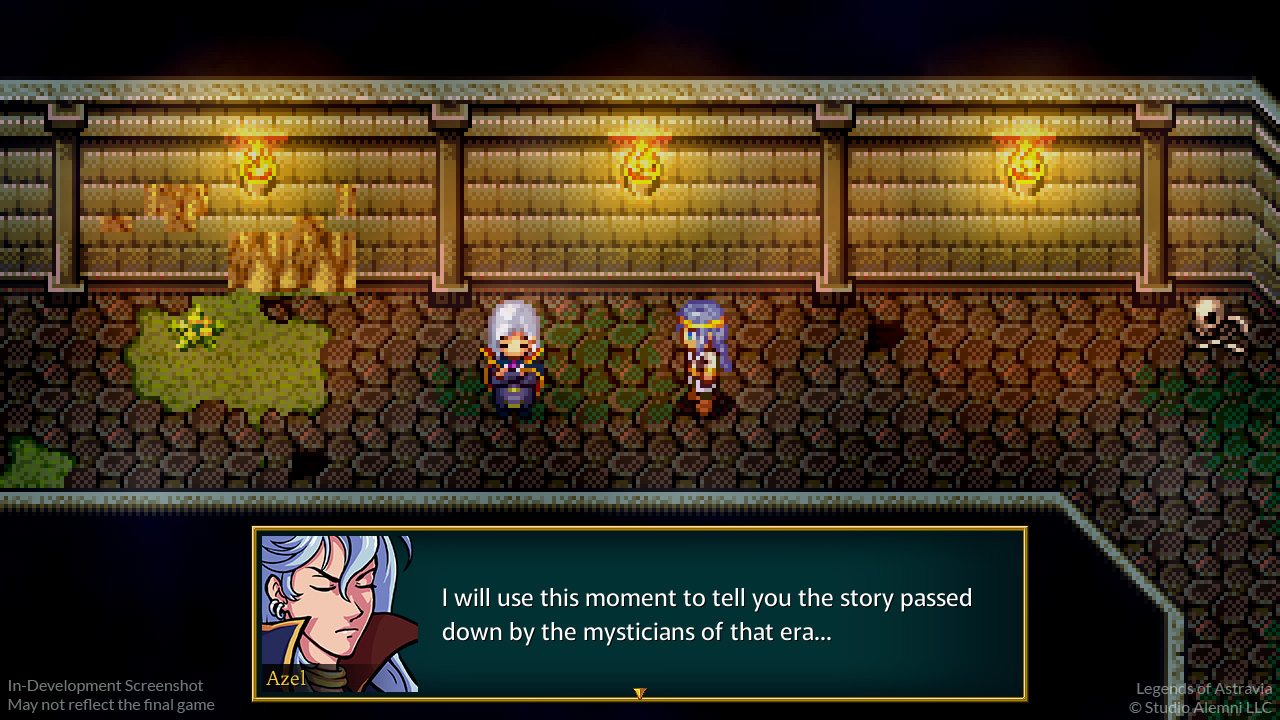 I will use this moment to tell you the story passed
down by the mysticians of that era...
Azel
In-Development Screenshot
May not reflect the final game
Legends of Astravia
© Studio Alemni LLC